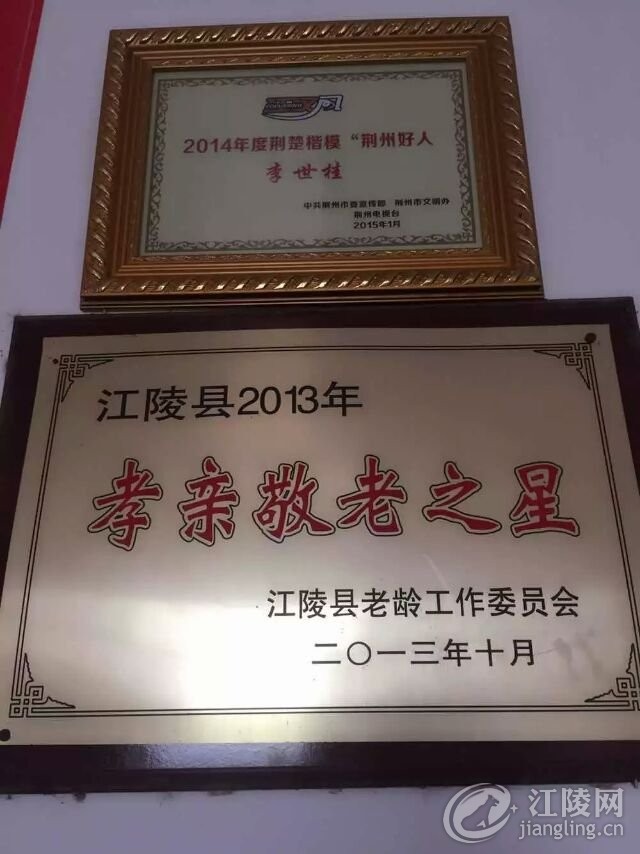 2014年度荆楚楷模“荆州好人
李世桂
中共荆州市委宣传部 荆州市文明办
荆州电视台
2015年1月
江陵县2013年
孝亲敬老之星
江陵县老龄工作委员会
二〇一三年十月
江陵网
jiangling.cn